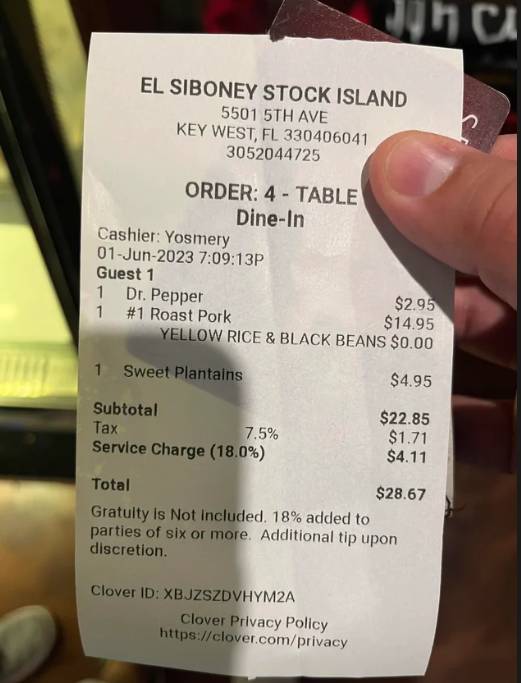 EL SIBONEY STOCK ISLAND
5501 5TH AVE
KEY WEST, FL 330406041
3052044725
ORDER: 4 - TABLE
Dine-In
Cashier: Yosmery
01-Jun-2023 7:09:13P
Guest 1
1 Dr. Pepper $2.95
1 #1 Roast Pork $14.95
YELLOW RICE & BLACK BEANS $0.00
1 Sweet Plantains $4.95
Subtotal $22.85
Tax 7.5% $1.71
Service Charge (18.0%) $4.11
Total $28.67
Gratuity is Not included. 18% added to
parties of six or more. Additional tip upon
discretion.
Clover ID: XBJZSZDVHYM2A
Clover Privacy Policy
https://clover.com/privacy